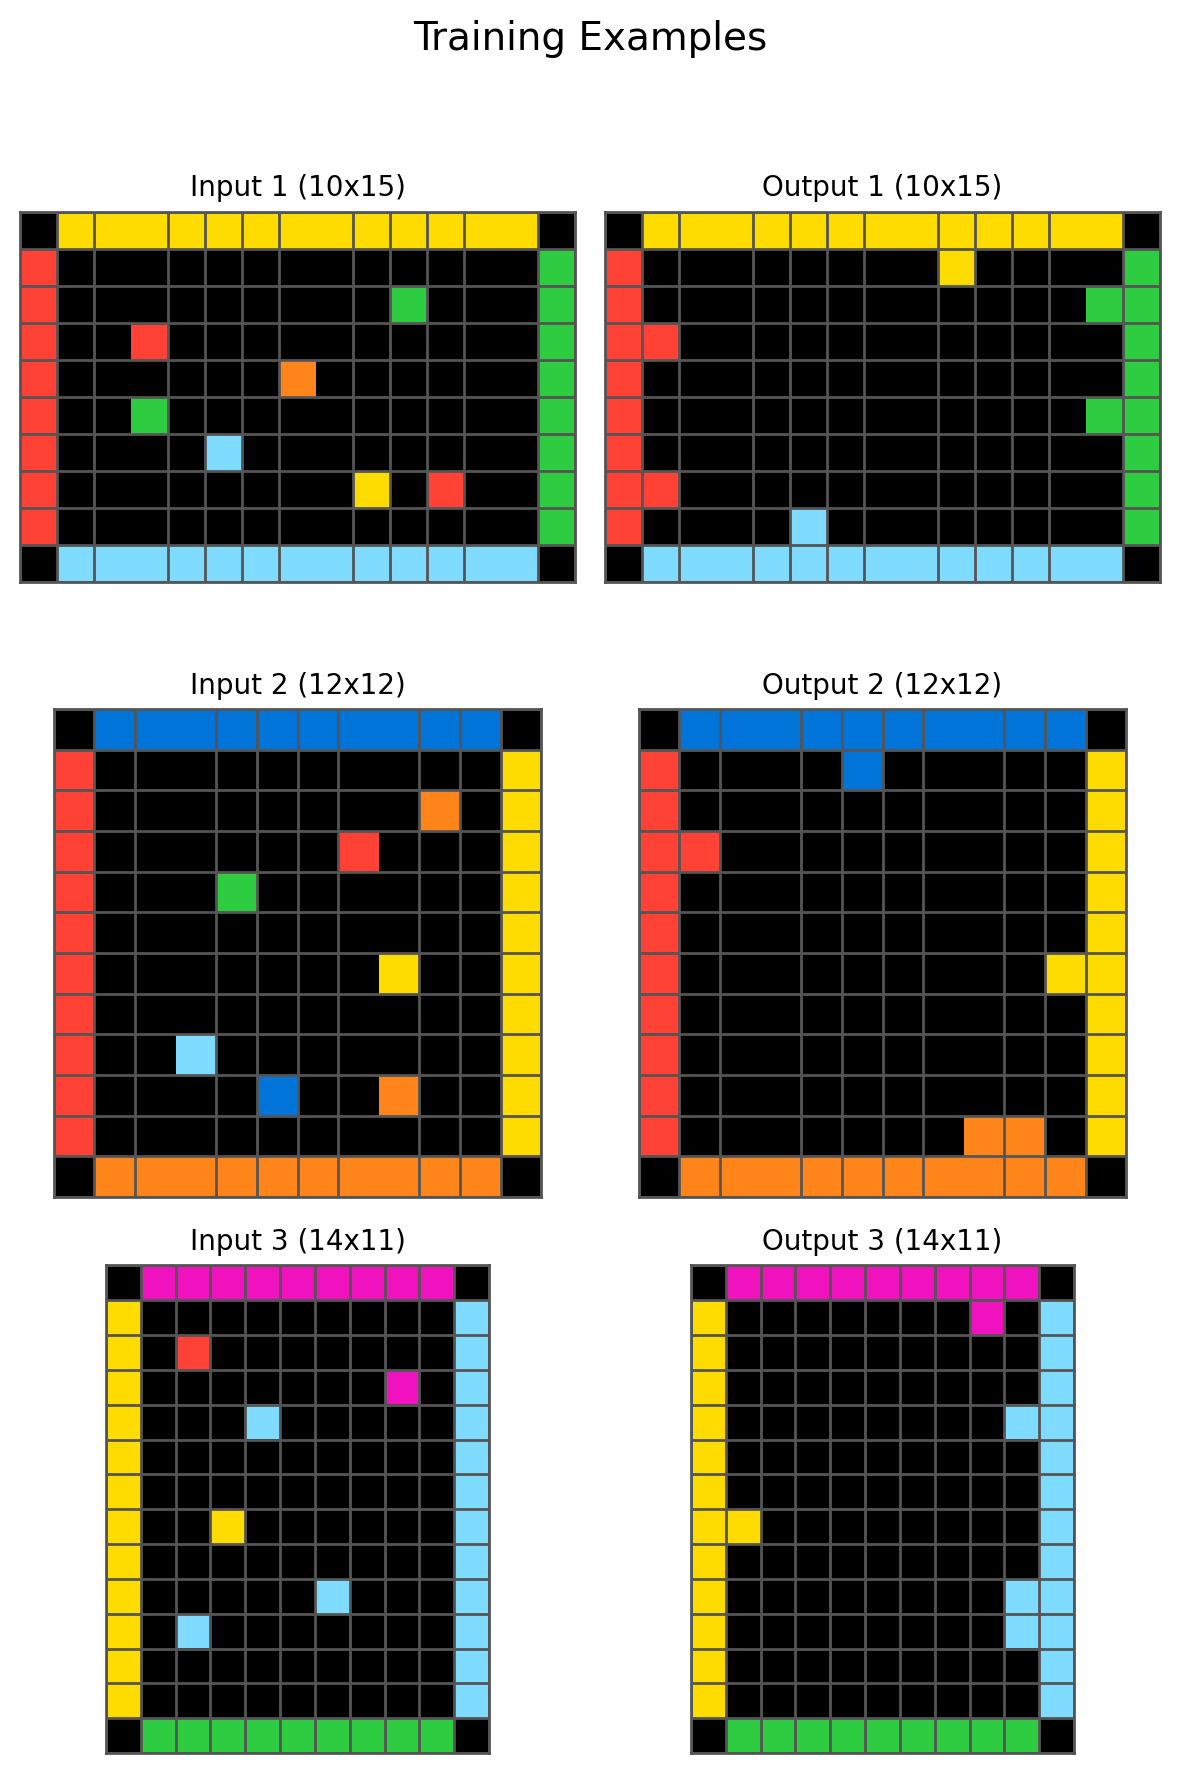 Training Examples
Input 1 (10x15)
Output 1 (10x15)
Input 2 (12x12)
Output 2 (12x12)
Input 3 (14x11)
Output 3 (14x11)